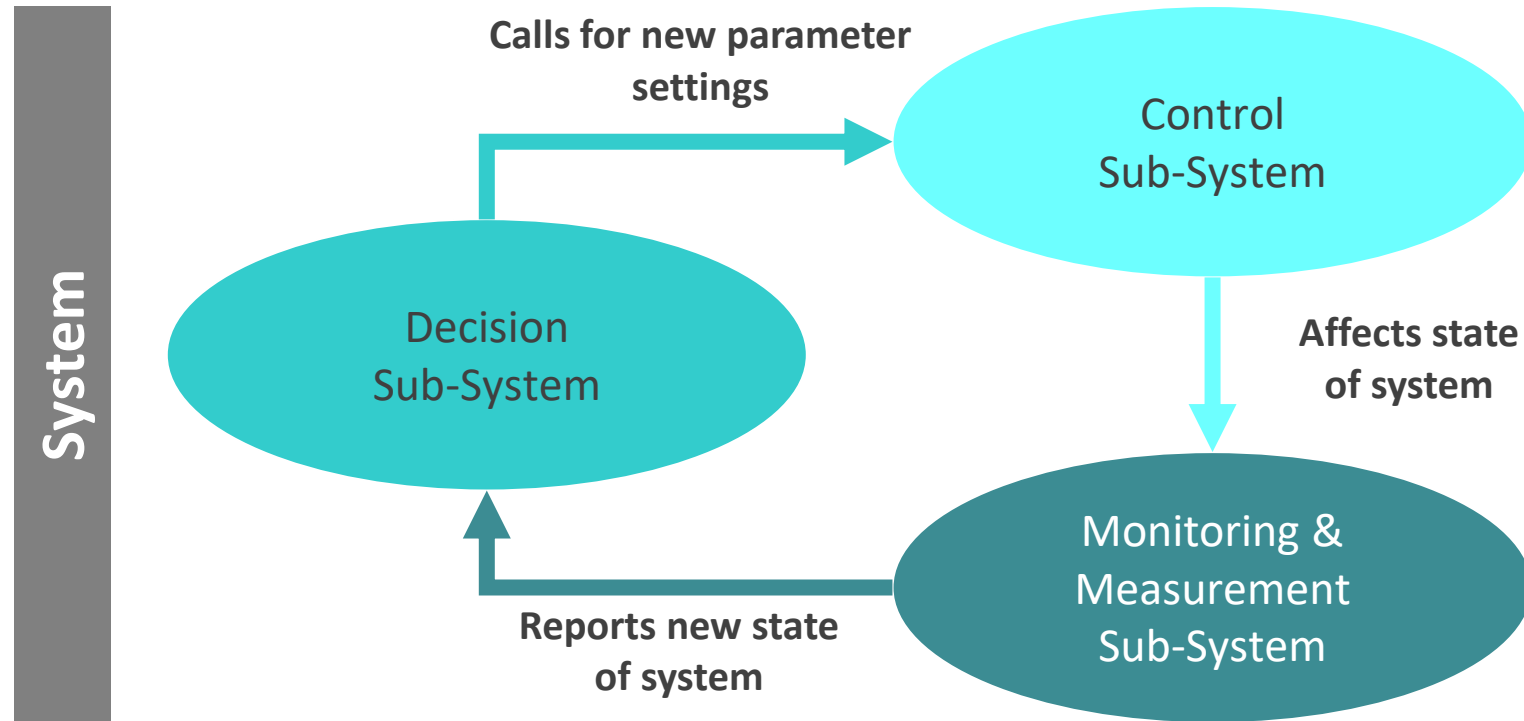 System
Calls for new parameter
settings
Control
Sub-System
Decision
Sub-System
Affects state
of system
Monitoring &
Measurement
Sub-System
Reports new state
of system